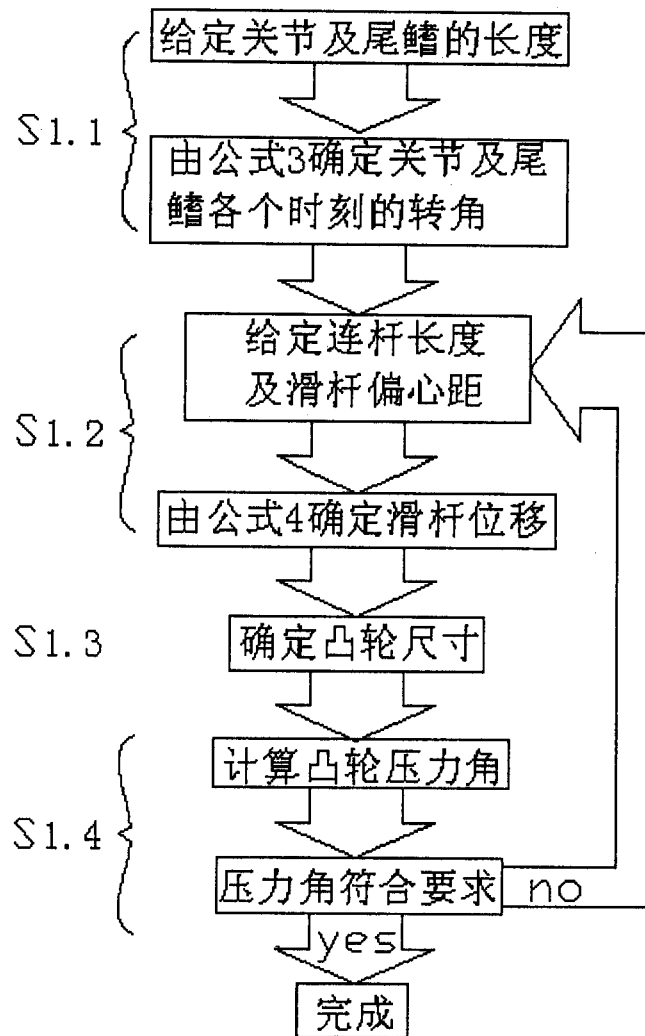 给定关节及尾鳍的长度
S1.1
由公式3确定关节及尾
鳍各个时刻的转角
给定连杆长度
及滑杆偏心距
S1.2
由公式4确定滑杆位移
S1.3
确定凸轮尺寸
计算凸轮压力角
S1.4
压力角符合要求
no
yes
完成